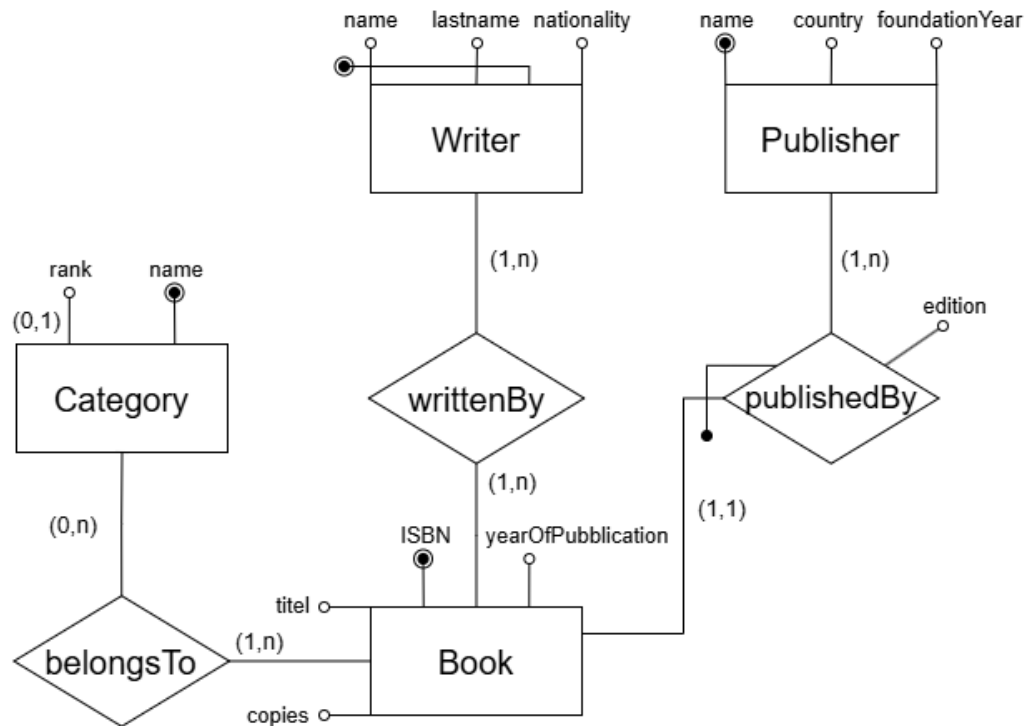 name
lastname
nationality
name
country
foundationYear
Writer
Publisher
(1,n)
(1,n)
rank
name
edition
(0,1)
Category
writtenBy
publishedBy
(1,n)
(1,1)
(0,n)
ISBN
yearOfPubblication
titel
(1,n)
belongsTo
Book
copies